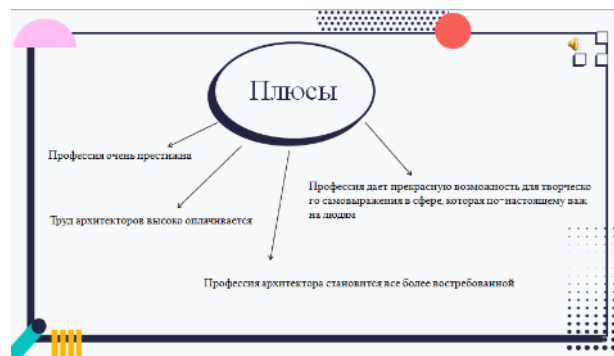 Плюсы
Профессия очень престижна
Труд архитекторов высоко оплачивается
Профессия архитектора становится все более востребованной
Профессия дает прекрасную возможность для творческо
го самовыражения в сфере, которая по-настоящему важ
на людям